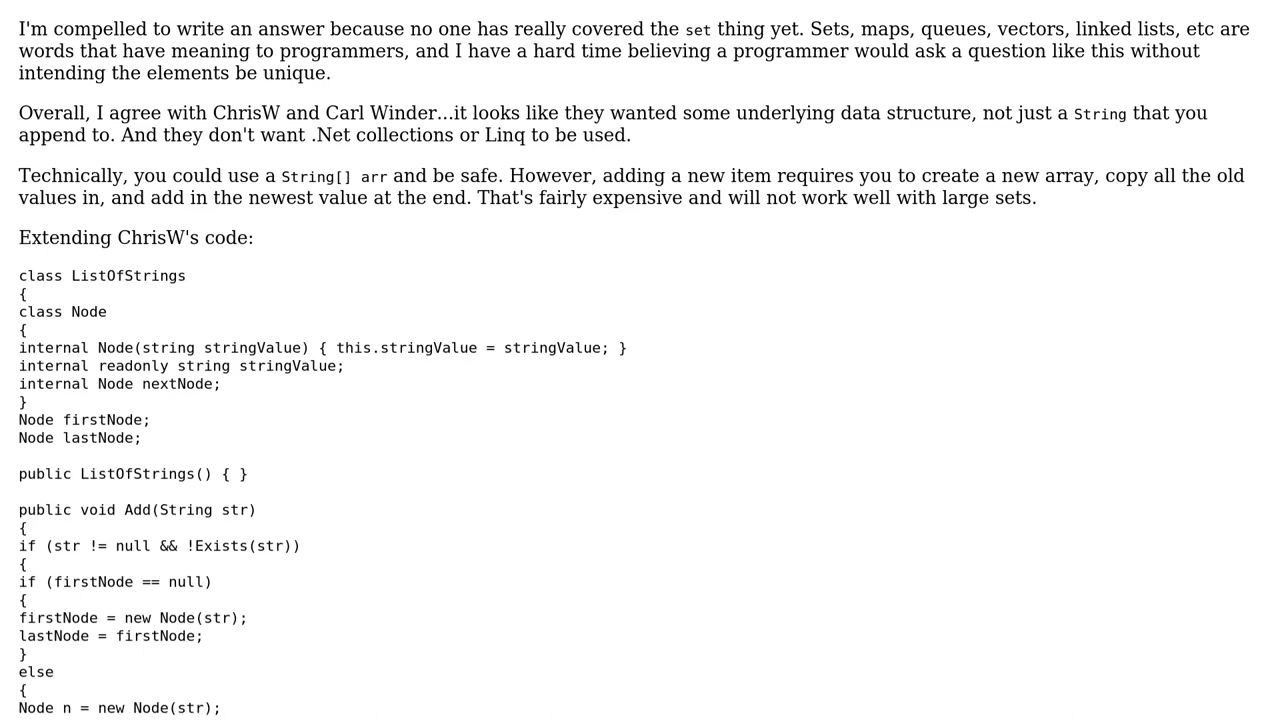 I'm compelled to write an answer because no one has really covered the set thing yet. Sets, maps, queues, vectors, linked lists, etc are
words that have meaning to programmers, and I have a hard time believing a programmer would ask a question like this without
intending the elements be unique.
Overall, I agree with ChrisW and Carl Winder...it looks like they wanted some underlying data structure, not just a String that you
append to. And they don't want .Net collections or Linq to be used.
Technically, you could use a String[] arr and be safe. However, adding a new item requires you to create a new array, copy all the old
values in, and add in the newest value at the end. That's fairly expensive and will not work well with large sets.
Extending ChrisW's code:
class ListOfStrings
{
class Node
{
internal Node(string stringValue) { this.stringValue = stringValue; }
internal readonly string stringValue;
internal Node nextNode;
}
Node firstNode;
Node lastNode;
public ListOfStrings() { }
public void Add(String str)
{
if (str != null && !Exists(str))
{
if (firstNode == null)
{
firstNode = new Node(str);
lastNode = firstNode;
}
else
{
Node n = new Node(str);